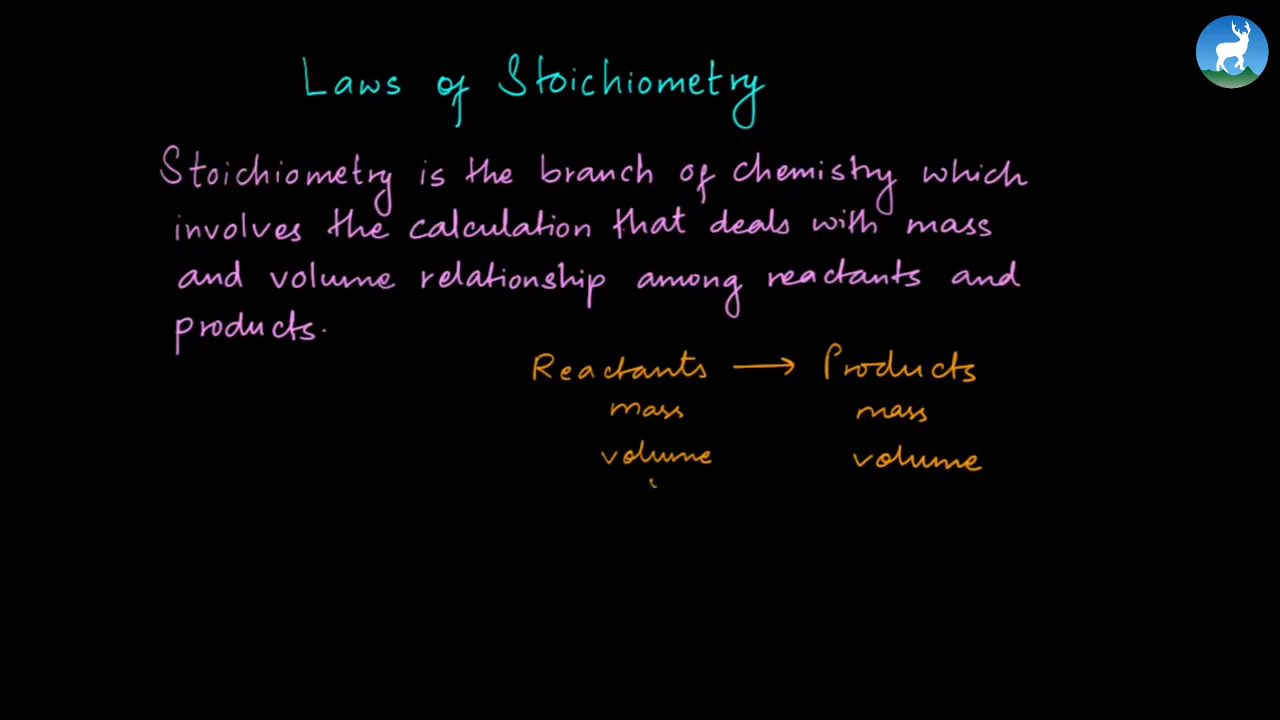 Laws of Stoichiometry
Stoichiometry is the branch of chemistry which
involves the calculation that deals with mass
and volume relationship among reactants and
products.
Reactants → Products
mass mass
volume volume